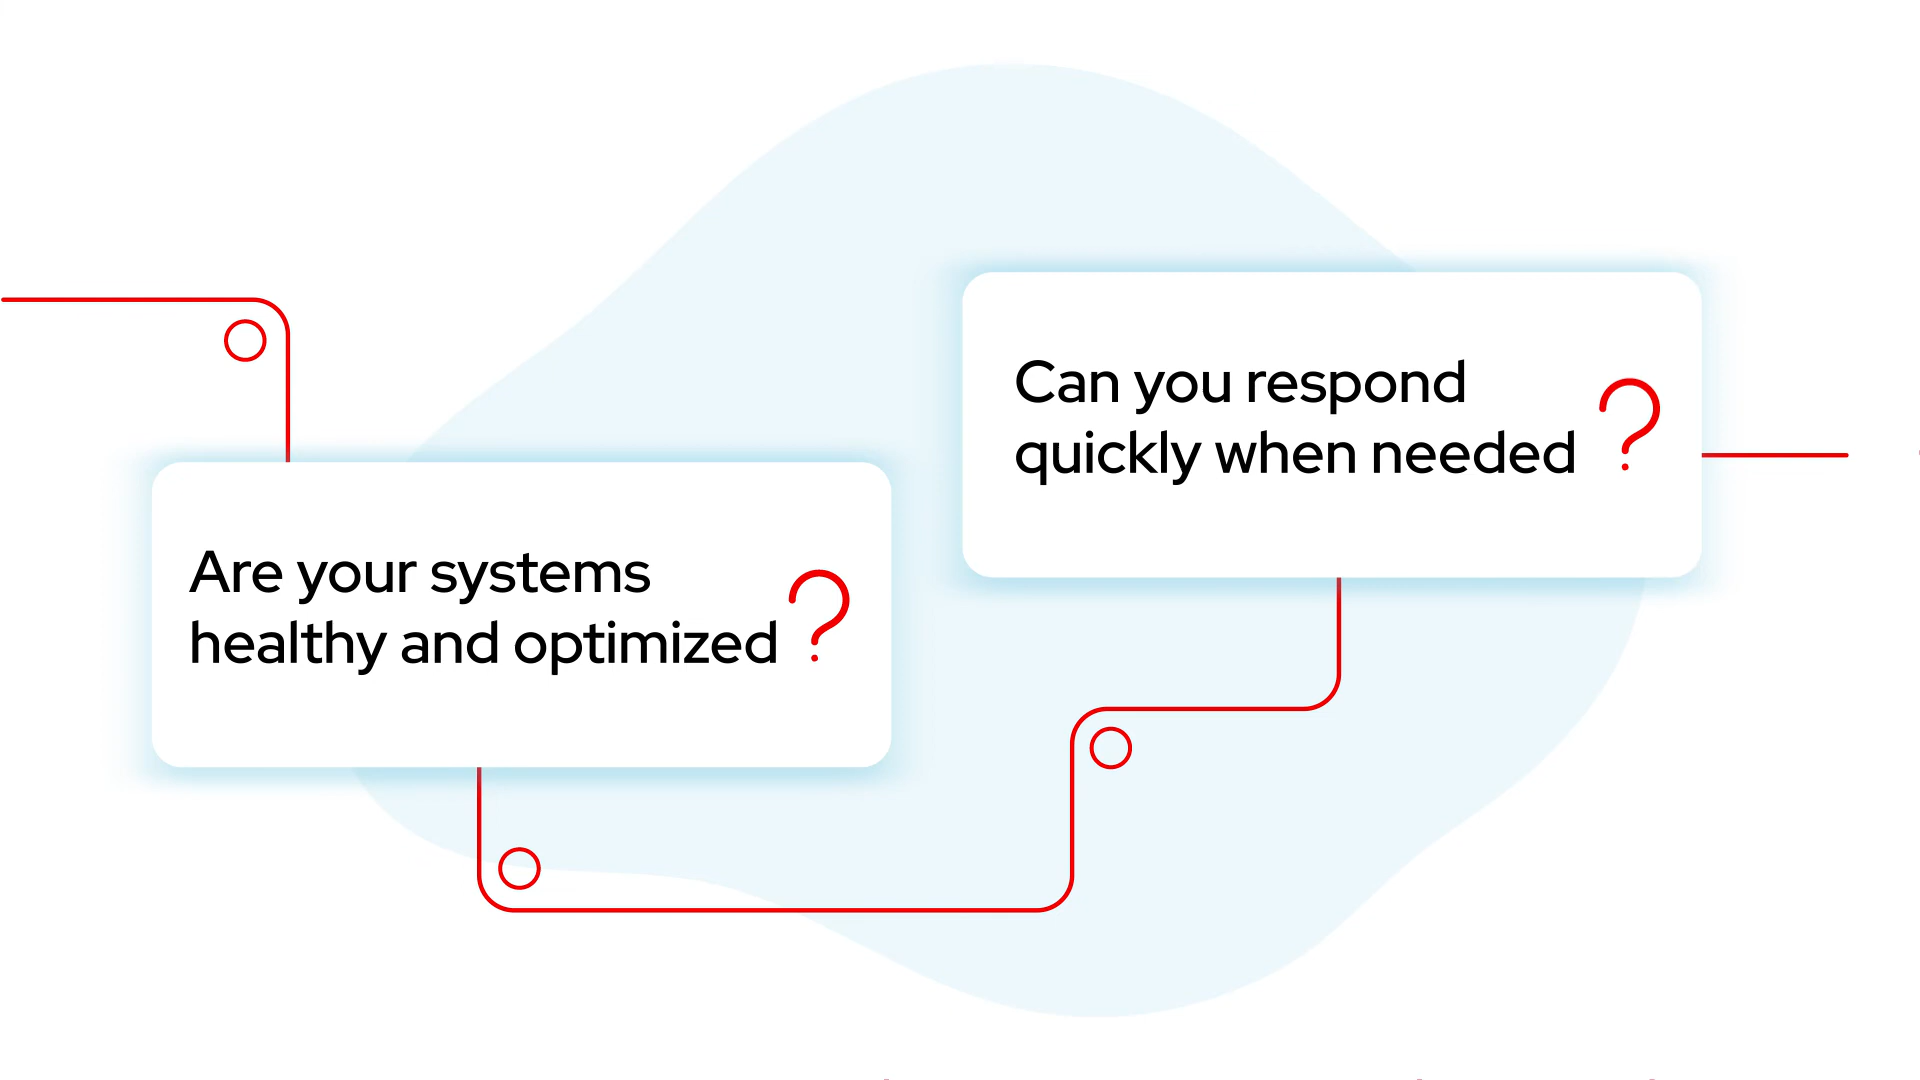 Are your systems
healthy and optimized?
Can you respond
quickly when needed?